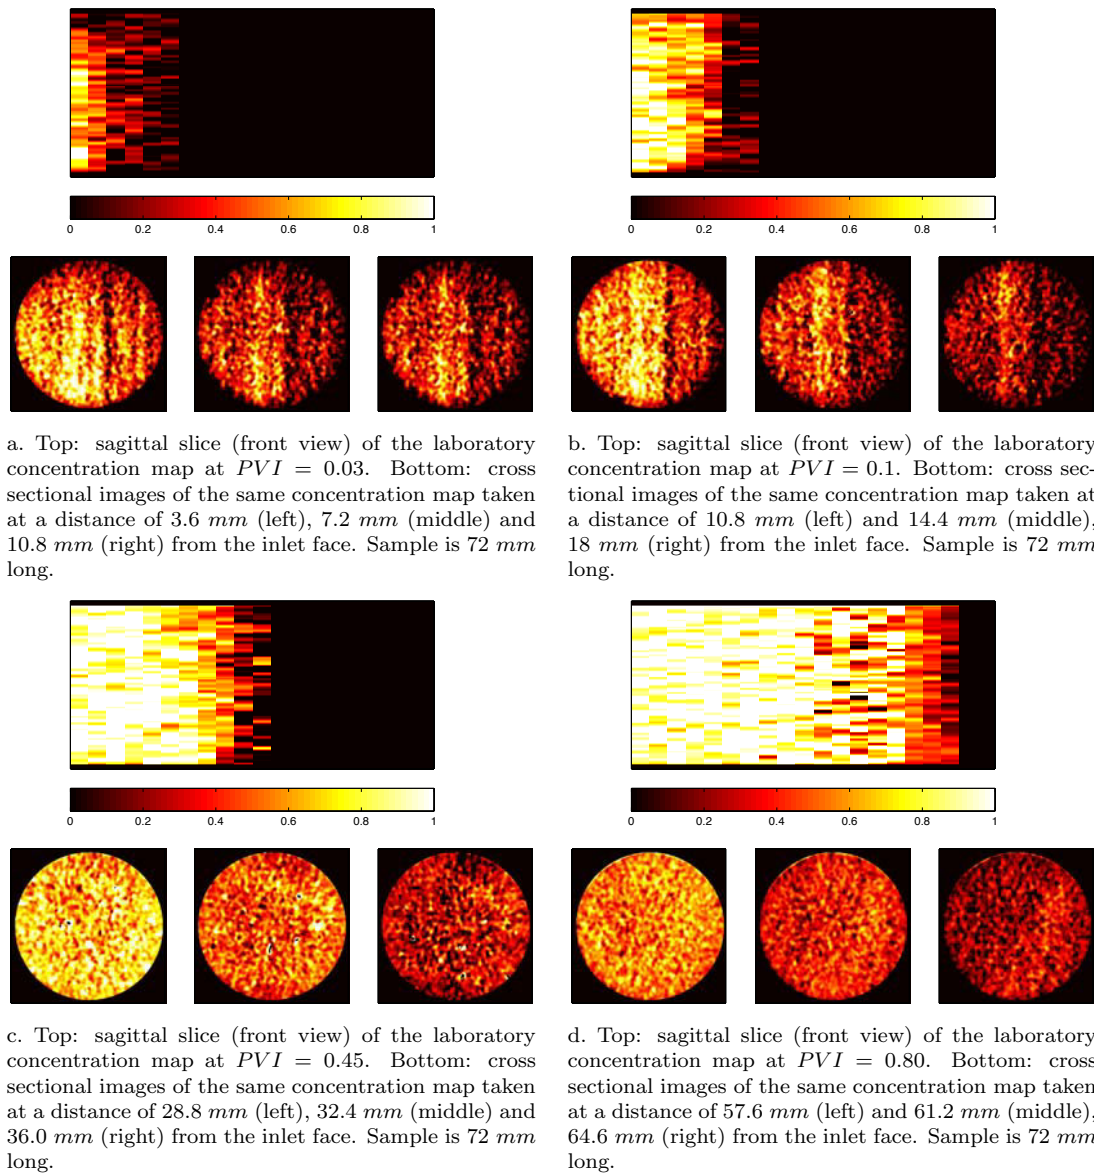 0 0.2 0.4 0.6 0.8 1
0 0.2 0.4 0.6 0.8 1
a. Top: sagittal slice (front view) of the laboratory
concentration map at PVI = 0.03. Bottom: cross
sectional images of the same concentration map taken
at a distance of 3.6 mm (left), 7.2 mm (middle) and
10.8 mm (right) from the inlet face. Sample is 72 mm
long.
b. Top: sagittal slice (front view) of the laboratory
concentration map at PVI = 0.1. Bottom: cross sec-
tional images of the same concentration map taken at
a distance of 10.8 mm (left) and 14.4 mm (middle),
18 mm (right) from the inlet face. Sample is 72 mm
long.
0 0.2 0.4 0.6 0.8 1
0 0.2 0.4 0.6 0.8 1
c. Top: sagittal slice (front view) of the laboratory
concentration map at PVI = 0.45. Bottom: cross
sectional images of the same concentration map taken
at a distance of 28.8 mm (left), 32.4 mm (middle) and
36.0 mm (right) from the inlet face. Sample is 72 mm
long.
d. Top: sagittal slice (front view) of the laboratory
concentration map at PVI = 0.80. Bottom: cross
sectional images of the same concentration map taken
at a distance of 57.6 mm (left) and 61.2 mm (middle),
64.6 mm (right) from the inlet face. Sample is 72 mm
long.